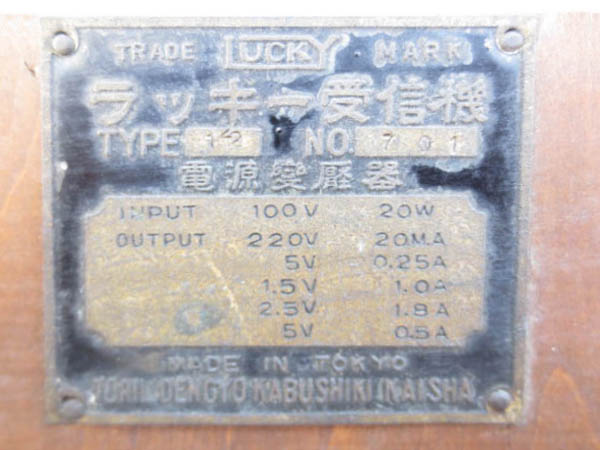 TRADE LUCKY MARK
ラッキー受信機
TYPE 12 NO. 701
電源變壓器
INPUT 100V 20W
OUTPUT 220V 20M.A
5V 0.25A
1.5V 1.0A
2.5V 1.8A
5V 0.5A
MADE IN TOKYO
TORII DENGYO KABUSHIKI KAISHA